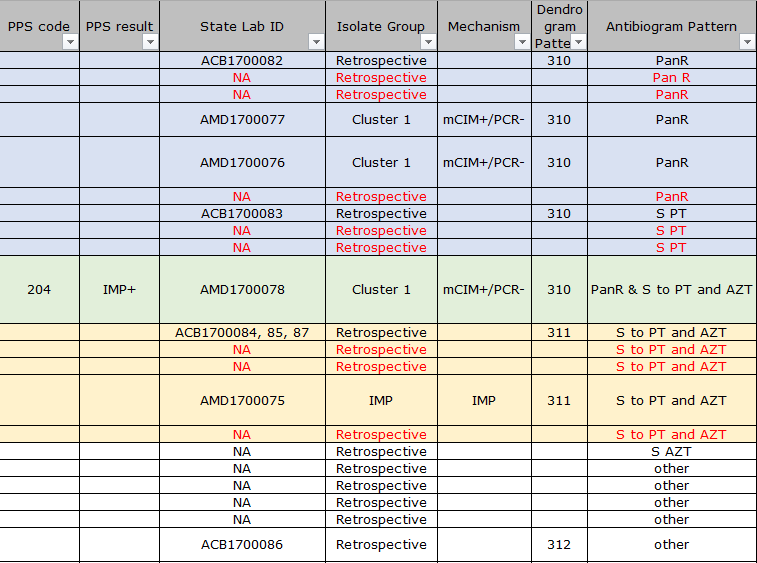 PPS code PPS result State Lab ID Isolate Group Mechanism Dendro gram Patte Antibiogram Pattern
ACB1700082 Retrospective 310 PanR
NA Retrospective Pan R
NA Retrospective PanR
AMD1700077 Cluster 1 mCIM+/PCR- 310 PanR
AMD1700076 Cluster 1 mCIM+/PCR- 310 PanR
NA Retrospective PanR
ACB1700083 Retrospective 310 S PT
NA Retrospective S PT
NA Retrospective S PT
204 IMP+ AMD1700078 Cluster 1 mCIM+/PCR- 310 PanR & S to PT and AZT
ACB1700084, 85, 87 Retrospective 311 S to PT and AZT
NA Retrospective S to PT and AZT
NA Retrospective S to PT and AZT
AMD1700075 IMP IMP 311 S to PT and AZT
NA Retrospective S to PT and AZT
NA Retrospective S AZT
NA Retrospective other
NA Retrospective other
NA Retrospective other
NA Retrospective other
ACB1700086 Retrospective 312 other